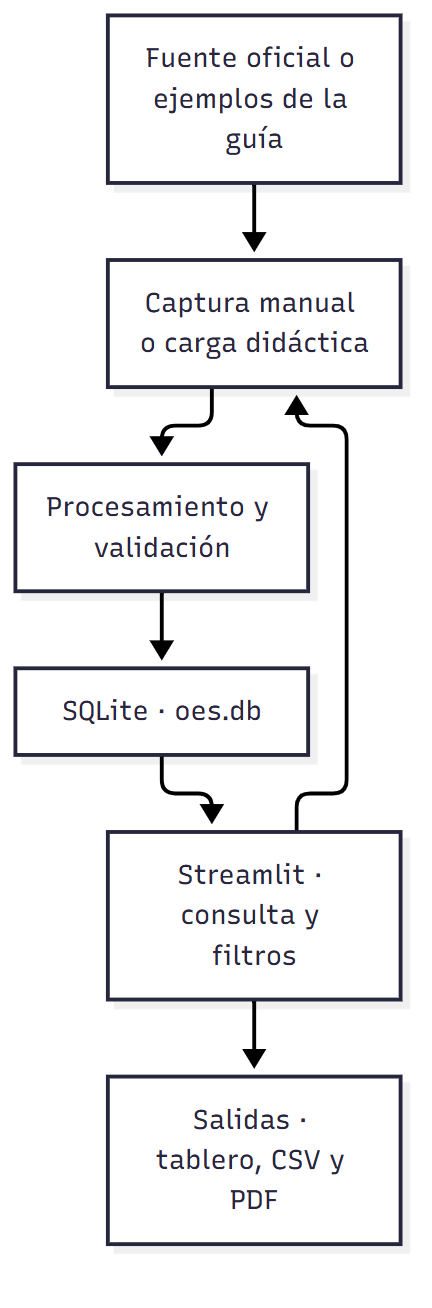 Fuente oficial o
ejemplos de la
guía
Captura manual
o carga didáctica
Procesamiento y
validación
SQLite · oes.db
Streamlit ·
consulta y
filtros
Salidas ·
tablero, CSV y
PDF